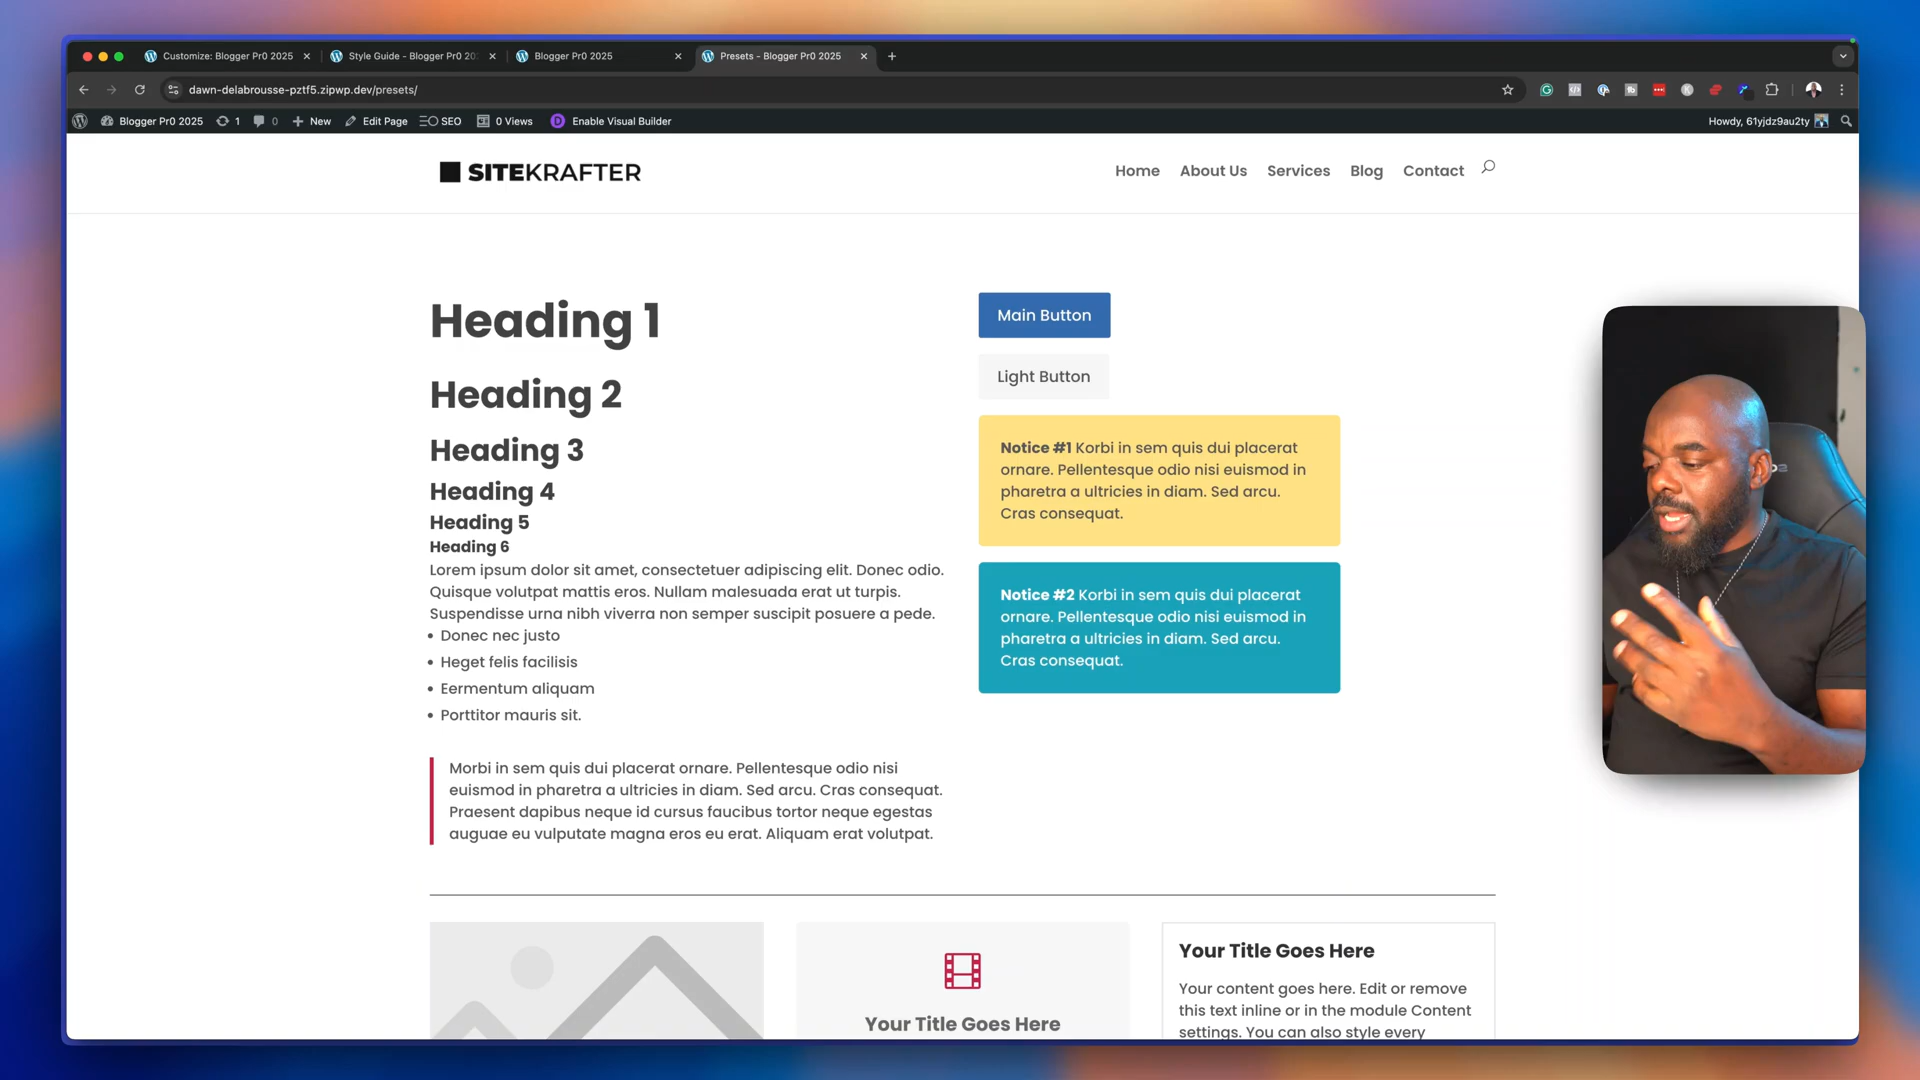 Customize: Blogger Pr0 2025
Style Guide - Blogger Pr0 202
Blogger Pr0 2025
Presets - Blogger Pr0 2025
dawn-delabrousse-pztf5.zipwp.dev/presets/
Blogger Pr0 2025 1 0 New Edit Page SEO 0 Views D Enable Visual Builder
Howdy, 61yjdz9au2ty
SITEKRAFTER
Home About Us Services Blog Contact
Heading 1
Heading 2
Heading 3
Heading 4
Heading 5
Heading 6
Lorem ipsum dolor sit amet, consectetuer adipiscing elit. Donec odio.
Quisque volutpat mattis eros. Nullam malesuada erat ut turpis.
Suspendisse urna nibh viverra non semper suscipit posuere a pede.
• Donec nec justo
• Heget felis facilisis
• Eermentum aliquam
• Porttitor mauris sit.
Morbi in sem quis dui placerat ornare. Pellentesque odio nisi
euismod in pharetra a ultricies in diam. Sed arcu. Cras consequat.
Praesent dapibus neque id cursus faucibus tortor neque egestas
auguae eu vulputate magna eros eu erat. Aliquam erat volutpat.
Main Button
Light Button
Notice #1 Korbi in sem quis dui placerat
ornare. Pellentesque odio nisi euismod in
pharetra a ultricies in diam. Sed arcu.
Cras consequat.
Notice #2 Korbi in sem quis dui placerat
ornare. Pellentesque odio nisi euismod in
pharetra a ultricies in diam. Sed arcu.
Cras consequat.
Your Title Goes Here
Your Title Goes Here
Your content goes here. Edit or remove
this text inline or in the module Content
settings. You can also style every